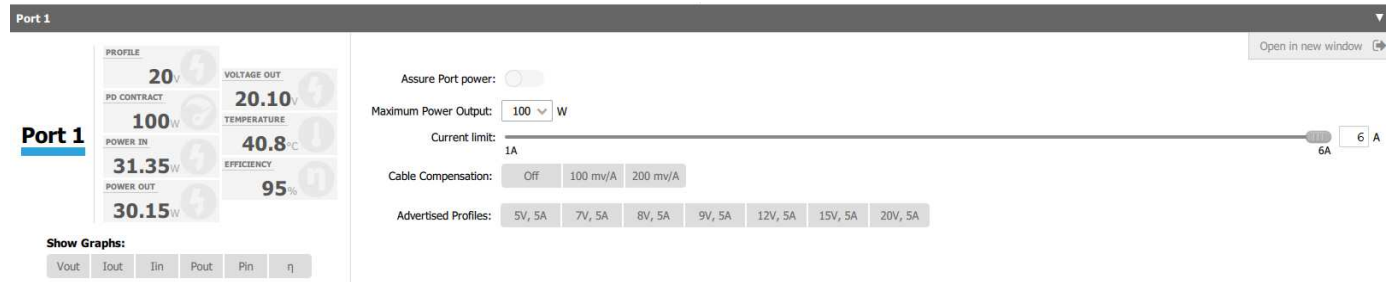 Port 1
Open in new window
Port 1
PROFILE
20V
PD CONTRACT
100W
POWER IN
31.35W
POWER OUT
30.15W
VOLTAGE OUT
20.10V
TEMPERATURE
40.8°C
EFFICIENCY
95%
Show Graphs:
Vout Iout Iin Pout Pin η
Assure Port power:
Maximum Power Output: 100 W
Current limit: 6 A
1A 6A
Cable Compensation: Off 100 mv/A 200 mv/A
Advertised Profiles: 5V, 5A 7V, 5A 8V, 5A 9V, 5A 12V, 5A 15V, 5A 20V, 5A